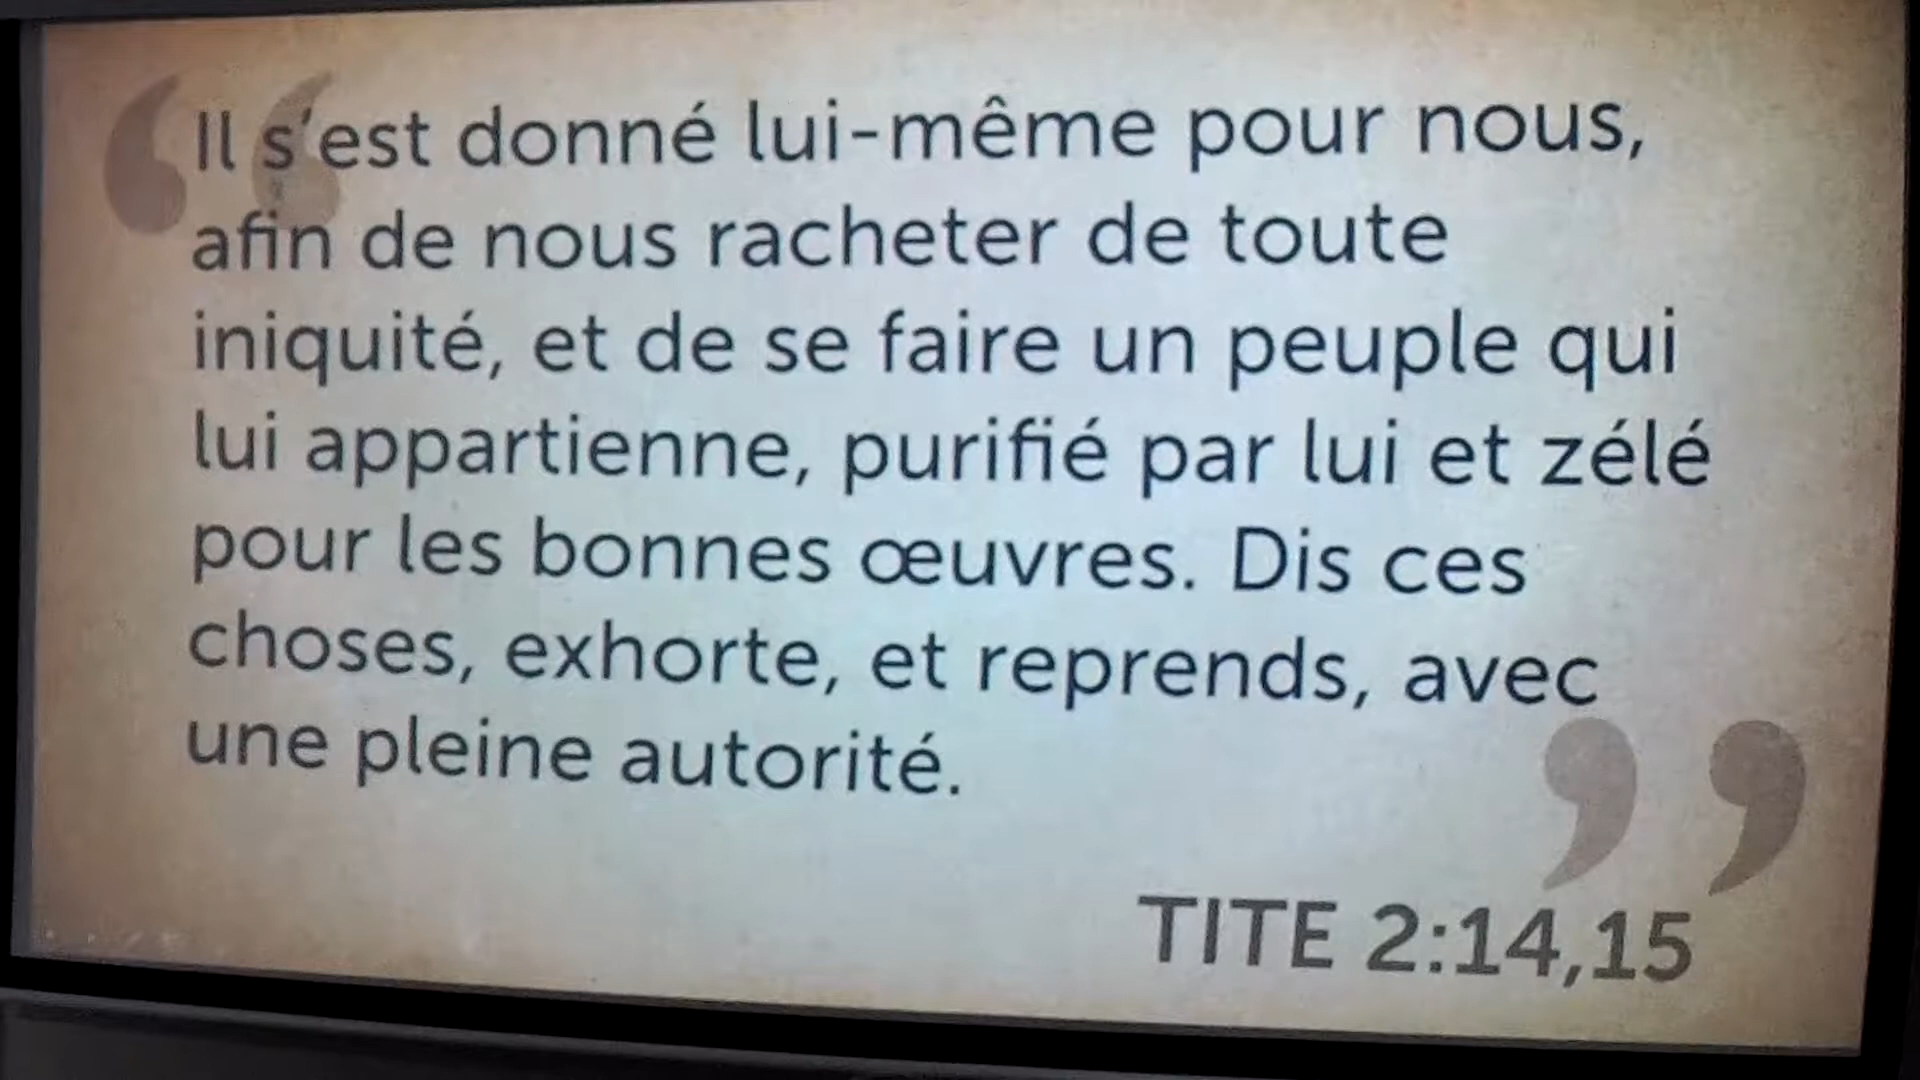 Il s'est donné lui-même pour nous,
afin de nous racheter de toute
iniquité, et de se faire un peuple qui
lui appartienne, purifié par lui et zélé
pour les bonnes œuvres. Dis ces
choses, exhorte, et reprends, avec
une pleine autorité.
TITE 2:14,15